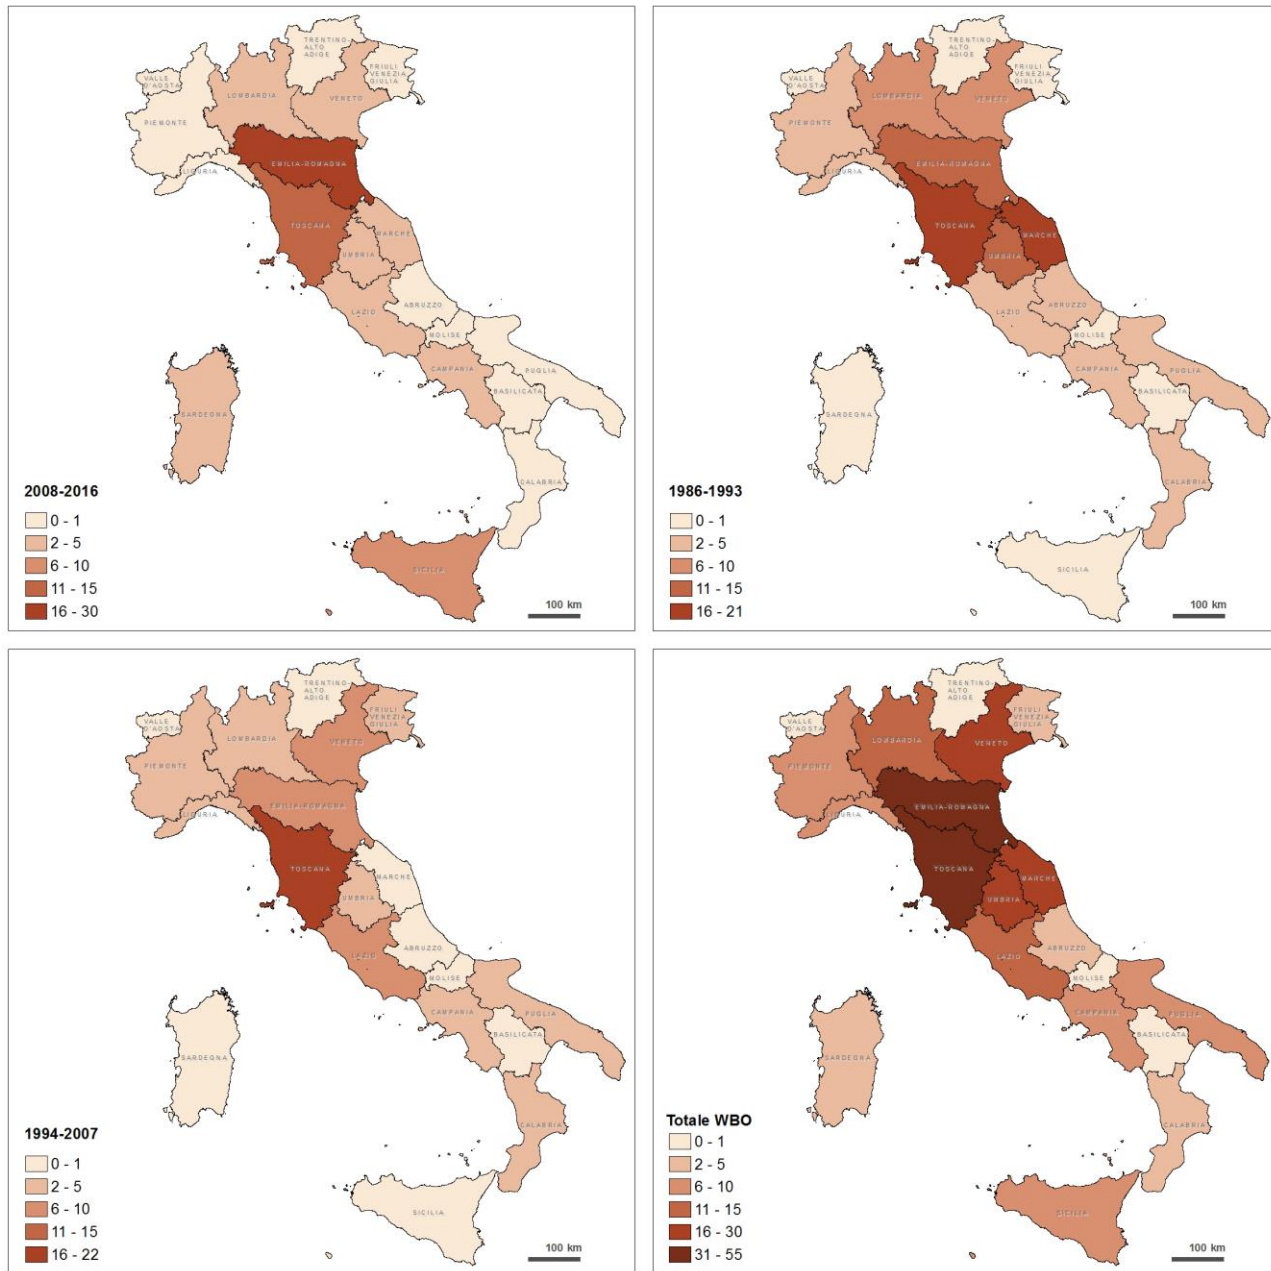 TRENTINO-
ALTO
ADIGE
VALLE
D'AOSTA
FRIULI
VENEZIA
GIULIA
LOMBARDIA
VENETO
PIEMONTE
EMILIA-ROMAGNA
LIGURIA
TOSCANA
MARCHE
UMBRIA
ABRUZZO
LAZIO
MOLISE
CAMPANIA
PUGLIA
BASILICATA
SARDEGNA
CALABRIA
SICILIA
2008-2016
0 - 1
2 - 5
6 - 10
11 - 15
16 - 30
100 km
TRENTINO-
ALTO
ADIGE
VALLE
D'AOSTA
FRIULI
VENEZIA
GIULIA
LOMBARDIA
VENETO
PIEMONTE
EMILIA-ROMAGNA
LIGURIA
TOSCANA
MARCHE
UMBRIA
ABRUZZO
LAZIO
MOLISE
CAMPANIA
PUGLIA
BASILICATA
SARDEGNA
CALABRIA
SICILIA
1986-1993
0 - 1
2 - 5
6 - 10
11 - 15
16 - 21
100 km
TRENTINO-
ALTO
ADIGE
VALLE
D'AOSTA
FRIULI
VENEZIA
GIULIA
LOMBARDIA
VENETO
PIEMONTE
EMILIA-ROMAGNA
LIGURIA
TOSCANA
MARCHE
UMBRIA
ABRUZZO
LAZIO
MOLISE
CAMPANIA
PUGLIA
BASILICATA
SARDEGNA
CALABRIA
SICILIA
1994-2007
0 - 1
2 - 5
6 - 10
11 - 15
16 - 22
100 km
TRENTINO-
ALTO
ADIGE
VALLE
D'AOSTA
FRIULI
VENEZIA
GIULIA
LOMBARDIA
VENETO
PIEMONTE
EMILIA-ROMAGNA
LIGURIA
TOSCANA
MARCHE
UMBRIA
ABRUZZO
LAZIO
MOLISE
CAMPANIA
PUGLIA
BASILICATA
SARDEGNA
CALABRIA
SICILIA
Totale WBO
0 - 1
2 - 5
6 - 10
11 - 15
16 - 30
31 - 55
100 km